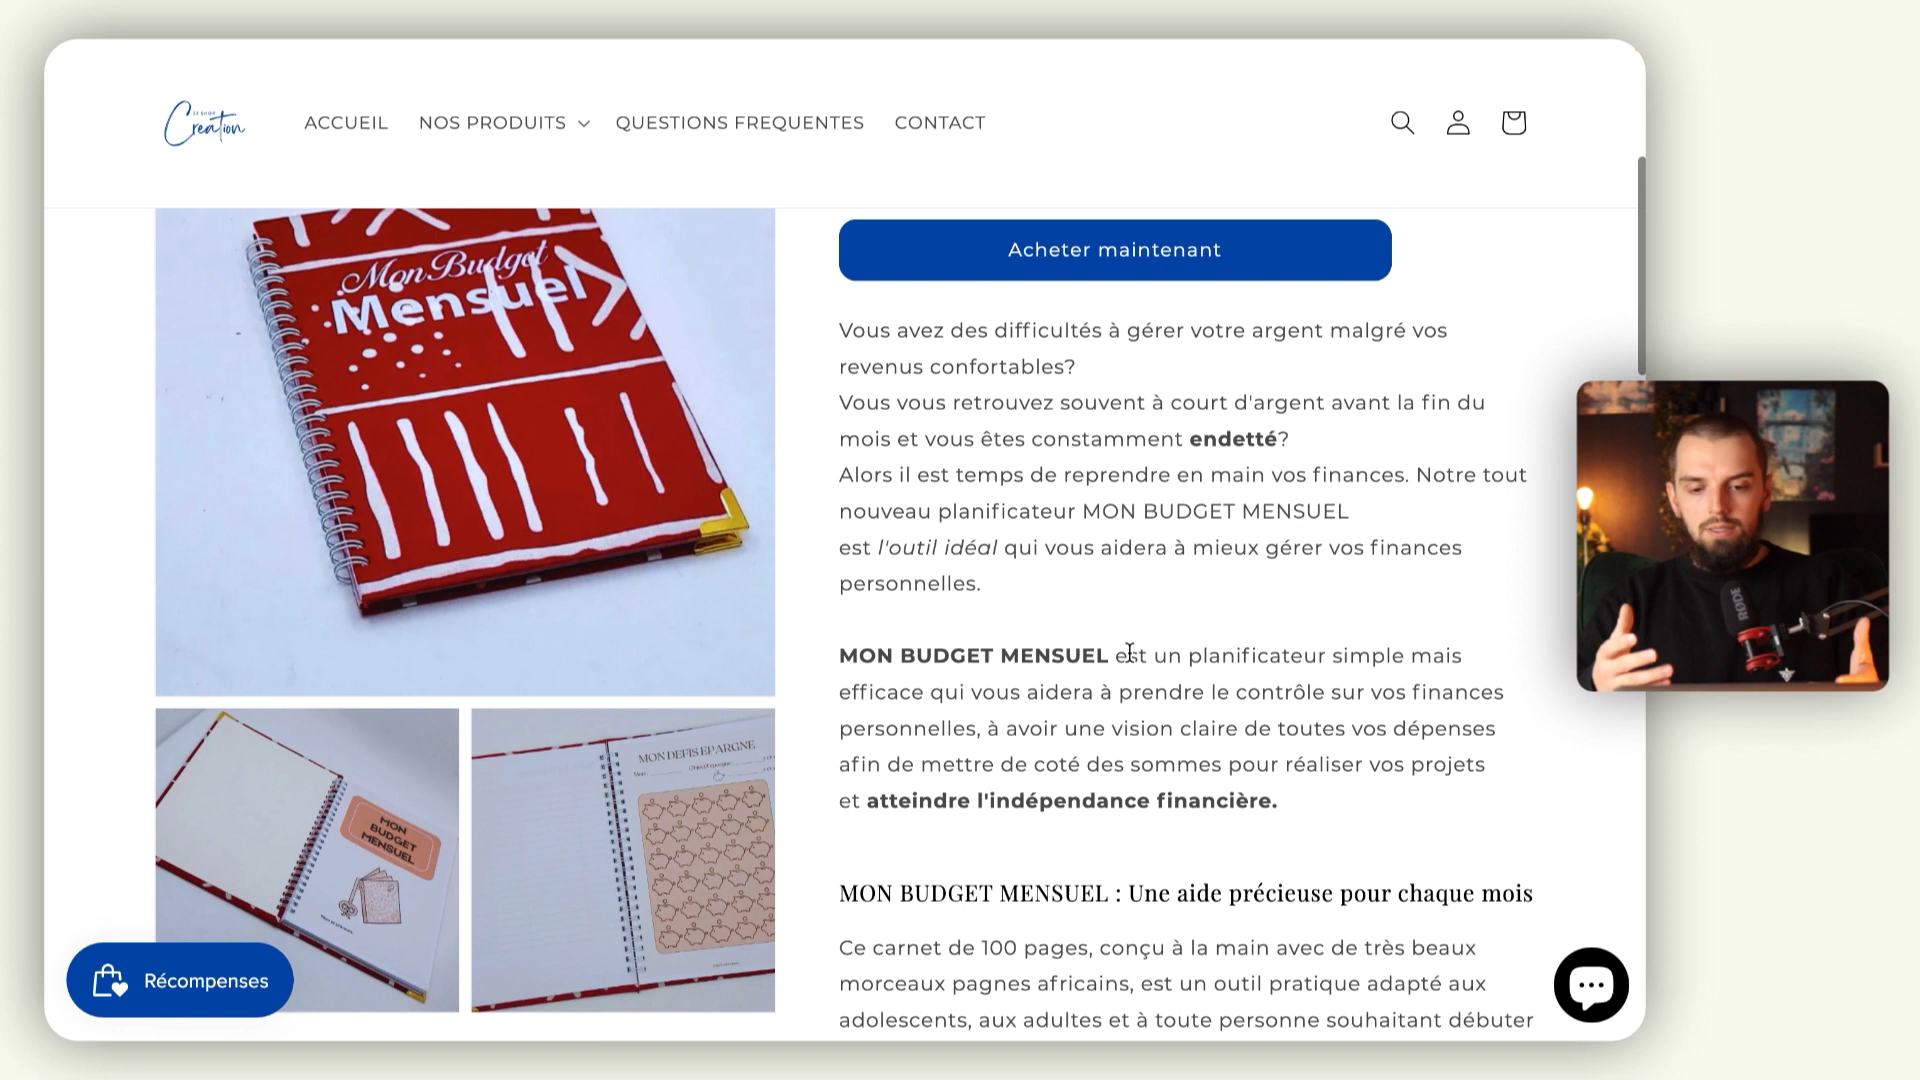 Creation
ACCUEIL
NOS PRODUITS
QUESTIONS FREQUENTES
CONTACT
Mon Budget
Mensuel
Acheter maintenant
Vous avez des difficultés à gérer votre argent malgré vos
revenus confortables?
Vous vous retrouvez souvent à court d'argent avant la fin du
mois et vous êtes constamment endetté?
Alors il est temps de reprendre en main vos finances. Notre tout
nouveau planificateur MON BUDGET MENSUEL
est l'outil idéal qui vous aidera à mieux gérer vos finances
personnelles.
MON BUDGET MENSUEL est un planificateur simple mais
efficace qui vous aidera à prendre le contrôle sur vos finances
personnelles, à avoir une vision claire de toutes vos dépenses
afin de mettre de coté des sommes pour réaliser vos projets
et atteindre l'indépendance financière.
MON BUDGET MENSUEL : Une aide précieuse pour chaque mois
Ce carnet de 100 pages, conçu à la main avec de très beaux
morceaux pagnes africains, est un outil pratique adapté aux
adolescents, aux adultes et à toute personne souhaitant débuter
MON
BUDGET
MENSUEL
MON DEFIS EPARGNE
Récompenses
RØDE